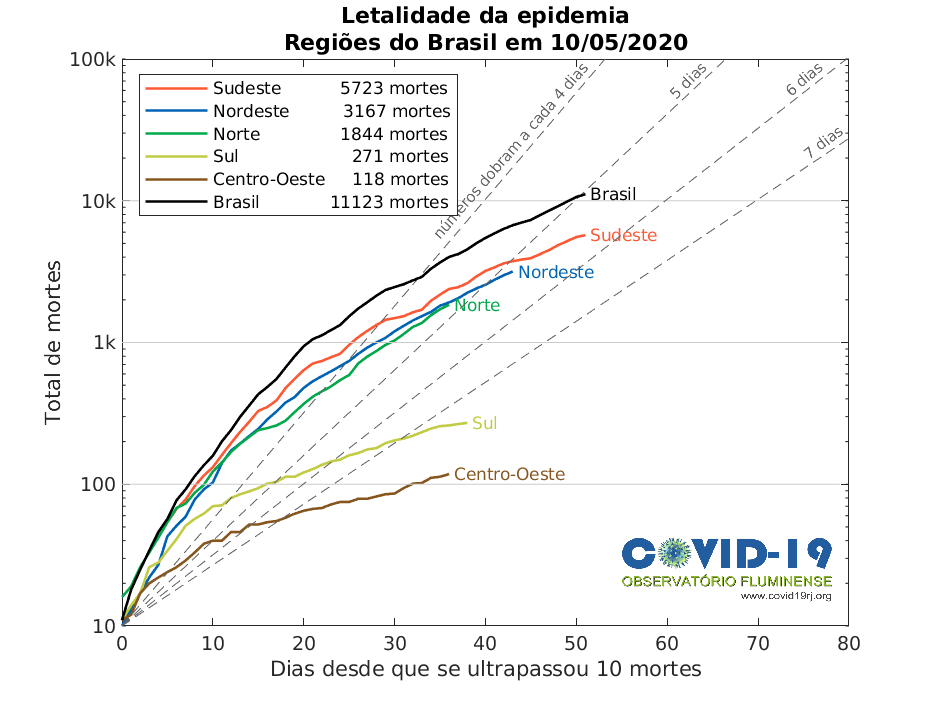 Letalidade da epidemia
Regiões do Brasil em 10/05/2020
100k
10k
1k
100
10
Total de mortes
Sudeste 5723 mortes
Nordeste 3167 mortes
Norte 1844 mortes
Sul 271 mortes
Centro-Oeste 118 mortes
Brasil 11123 mortes
números dobram a cada 4 dias
5 dias
6 dias
7 dias
Brasil
Sudeste
Nordeste
Norte
Sul
Centro-Oeste
COVID-19
OBSERVATÓRIO FLUMINENSE
www.covid19rj.org
0 10 20 30 40 50 60 70 80
Dias desde que se ultrapassou 10 mortes